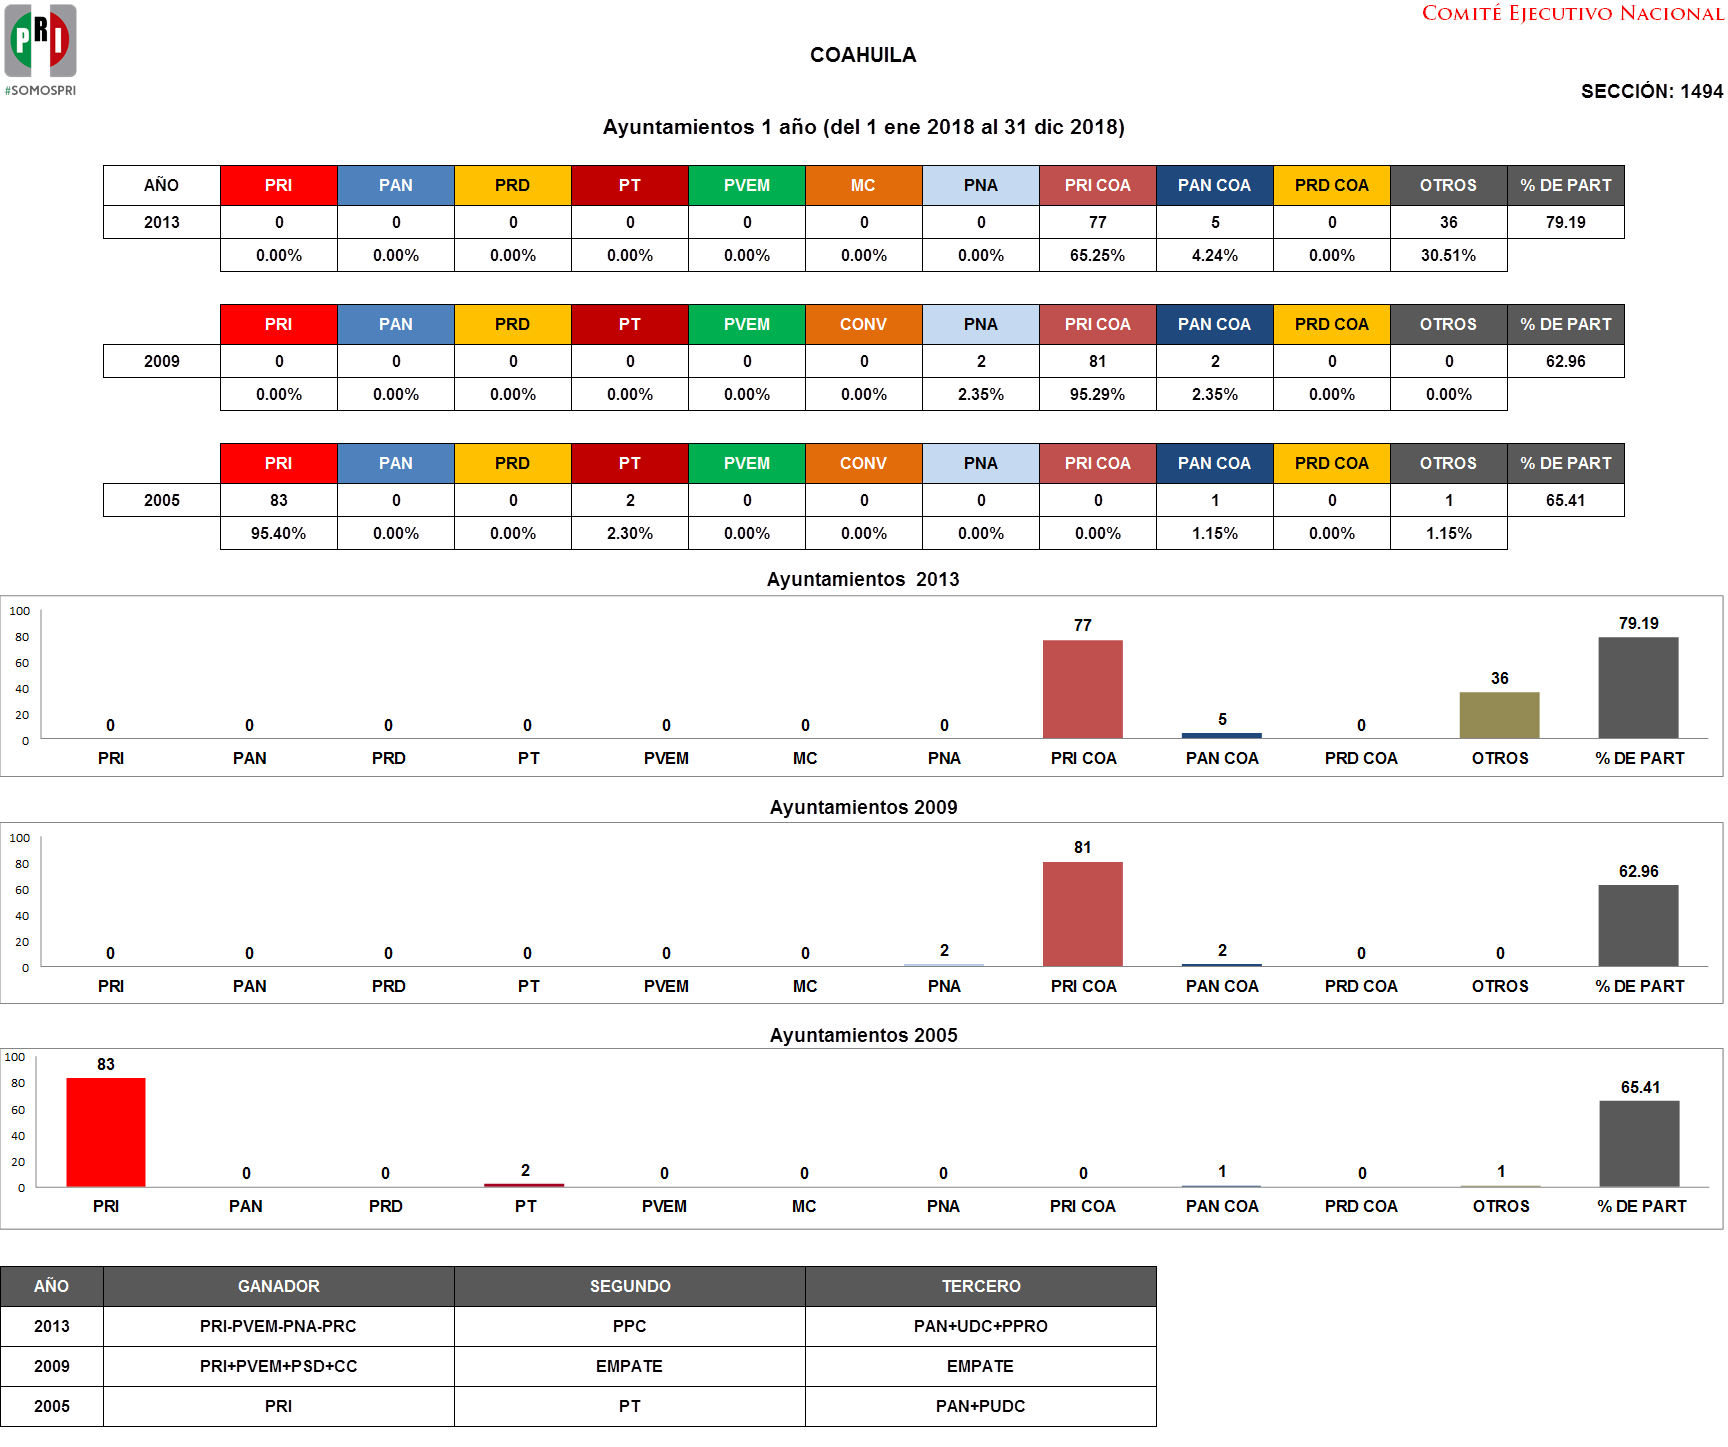 PRI
#SOMOSPRI
COMITÉ EJECUTIVO NACIONAL
COAHUILA
SECCIÓN: 1494
Ayuntamientos 1 año (del 1 ene 2018 al 31 dic 2018)
AÑO PRI PAN PRD PT PVEM MC PNA PRI COA PAN COA PRD COA OTROS % DE PART
2013 0 0 0 0 0 0 0 77 5 0 36 79.19
0.00% 0.00% 0.00% 0.00% 0.00% 0.00% 0.00% 65.25% 4.24% 0.00% 30.51%
PRI PAN PRD PT PVEM CONV PNA PRI COA PAN COA PRD COA OTROS % DE PART
2009 0 0 0 0 0 0 2 81 2 0 0 62.96
0.00% 0.00% 0.00% 0.00% 0.00% 0.00% 2.35% 95.29% 2.35% 0.00% 0.00%
PRI PAN PRD PT PVEM CONV PNA PRI COA PAN COA PRD COA OTROS % DE PART
2005 83 0 0 2 0 0 0 0 1 0 1 65.41
95.40% 0.00% 0.00% 2.30% 0.00% 0.00% 0.00% 0.00% 1.15% 0.00% 1.15%
Ayuntamientos 2013
100
80
60
40
20
0
0 0 0 0 0 0 0 77 5 0 36 79.19
PRI PAN PRD PT PVEM MC PNA PRI COA PAN COA PRD COA OTROS % DE PART
Ayuntamientos 2009
100
80
60
40
20
0
0 0 0 0 0 0 2 81 2 0 0 62.96
PRI PAN PRD PT PVEM MC PNA PRI COA PAN COA PRD COA OTROS % DE PART
Ayuntamientos 2005
100
80
60
40
20
0
83 0 0 2 0 0 0 0 1 0 1 65.41
PRI PAN PRD PT PVEM MC PNA PRI COA PAN COA PRD COA OTROS % DE PART
AÑO GANADOR SEGUNDO TERCERO
2013 PRI-PVEM-PNA-PRC PPC PAN+UDC+PPRO
2009 PRI+PVEM+PSD+CC EMPATE EMPATE
2005 PRI PT PAN+PUDC